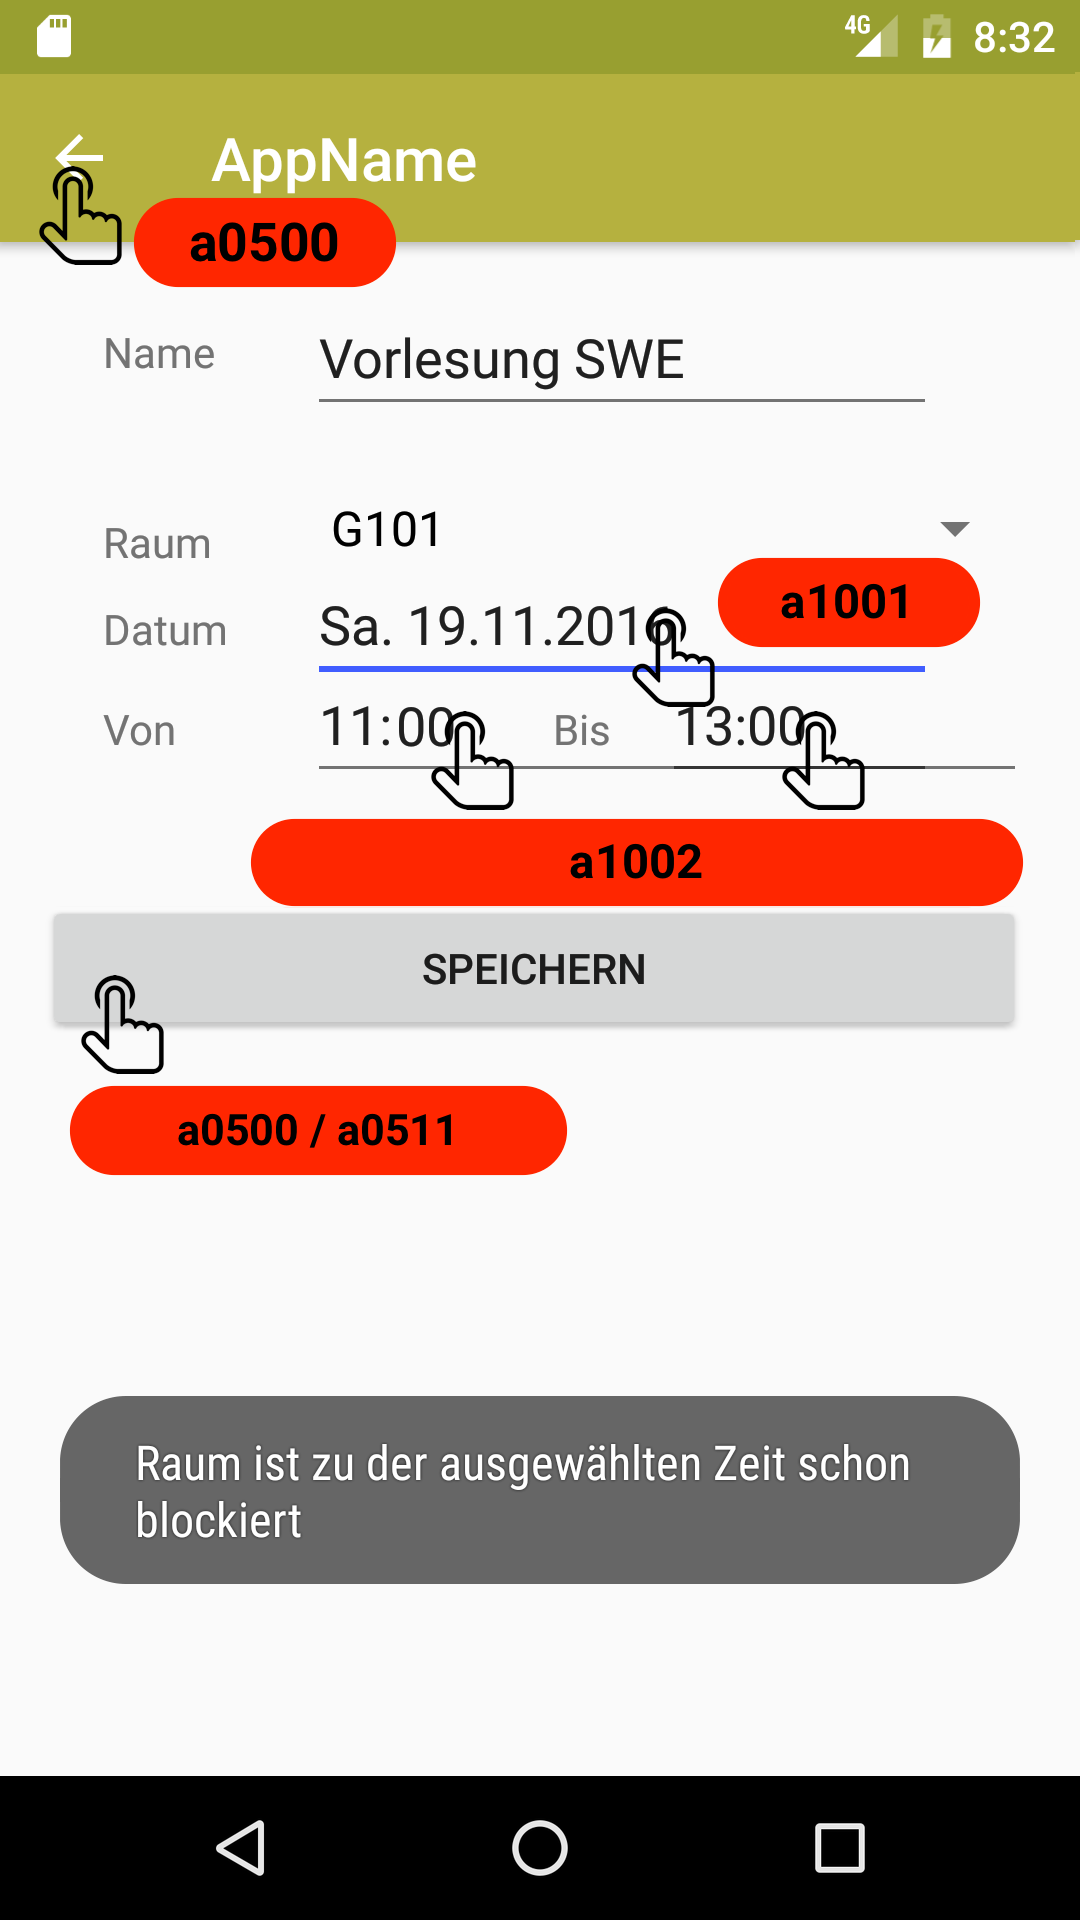 4G 8:32
AppName
a0500
Name Vorlesung SWE
Raum G101
a1001
Datum Sa. 19.11.2016
Von 11:00 Bis 13:00
a1002
SPEICHERN
a0500 / a0511
Raum ist zu der ausgewählten Zeit schon
blockiert